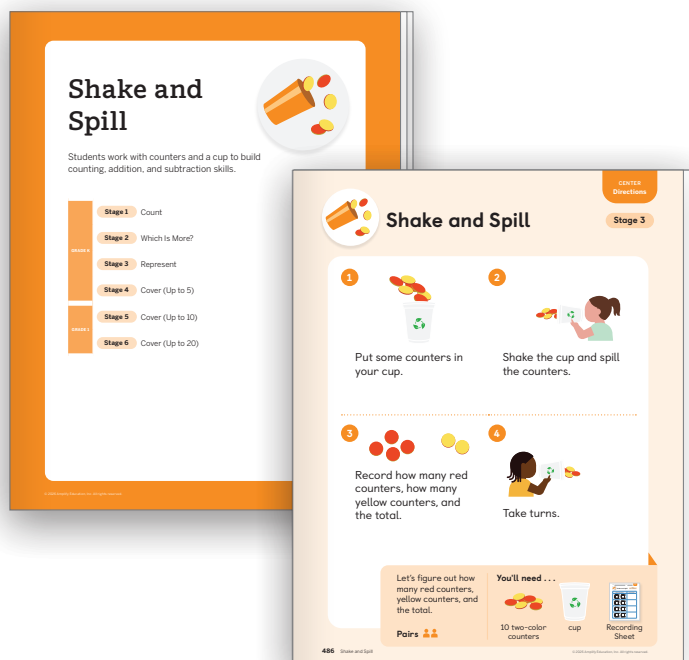 Shake and
Spill
Students work with counters and a cup to build
counting, addition, and subtraction skills.
Stage 1 Count
Stage 2 Which Is More?
Stage 3 Represent
Stage 4 Cover (Up to 5)
Stage 5 Cover (Up to 10)
Stage 6 Cover (Up to 20)
CENTER
Directions
Shake and Spill
Stage 3
1
Put some counters in
your cup.
2
Shake the cup and spill
the counters.
3
Record how many red
counters, how many
yellow counters, and
the total.
4
Take turns.
Let's figure out how
many red counters,
yellow counters, and
the total.
Pairs
You'll need . . .
10 two-color
counters
cup
Recording
Sheet
486 Shake and Spill